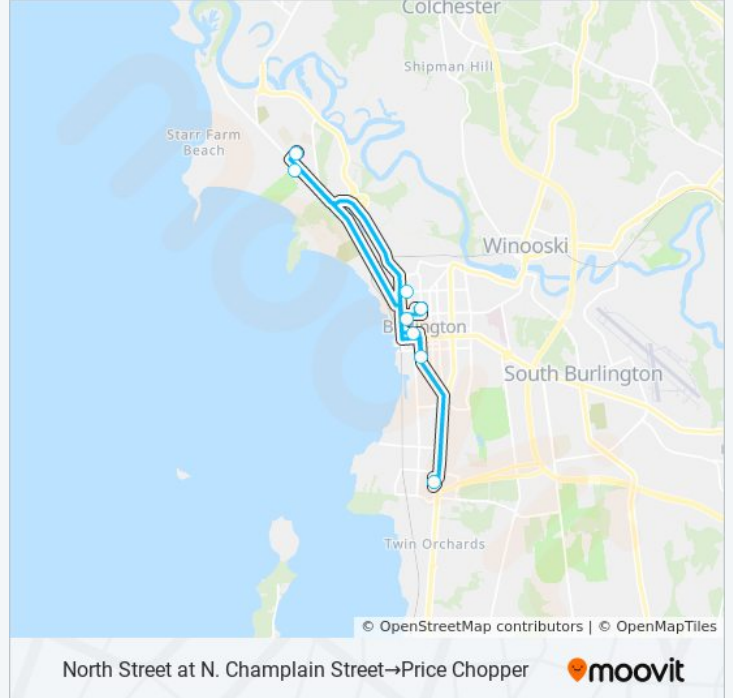 Colchester
Shipman Hill
Starr Farm
Beach
Winooski
Burlington
South Burlington
Twin Orchards
© OpenStreetMap contributors | © OpenMapTiles
North Street at N. Champlain Street→Price Chopper
moovit